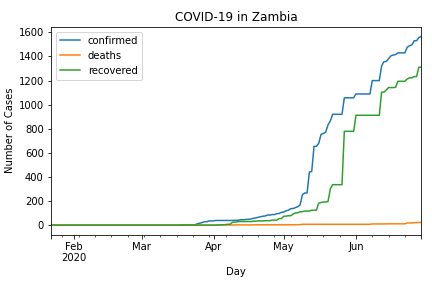 COVID-19 in Zambia
confirmed
deaths
recovered
Number of Cases
1600
1400
1200
1000
800
600
400
200
0
Feb
2020
Mar
Apr
May
Jun
Day